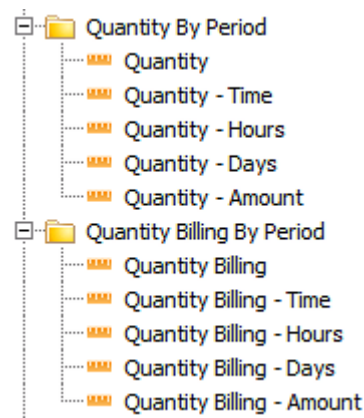 Quantity By Period
Quantity
Quantity - Time
Quantity - Hours
Quantity - Days
Quantity - Amount
Quantity Billing By Period
Quantity Billing
Quantity Billing - Time
Quantity Billing - Hours
Quantity Billing - Days
Quantity Billing - Amount